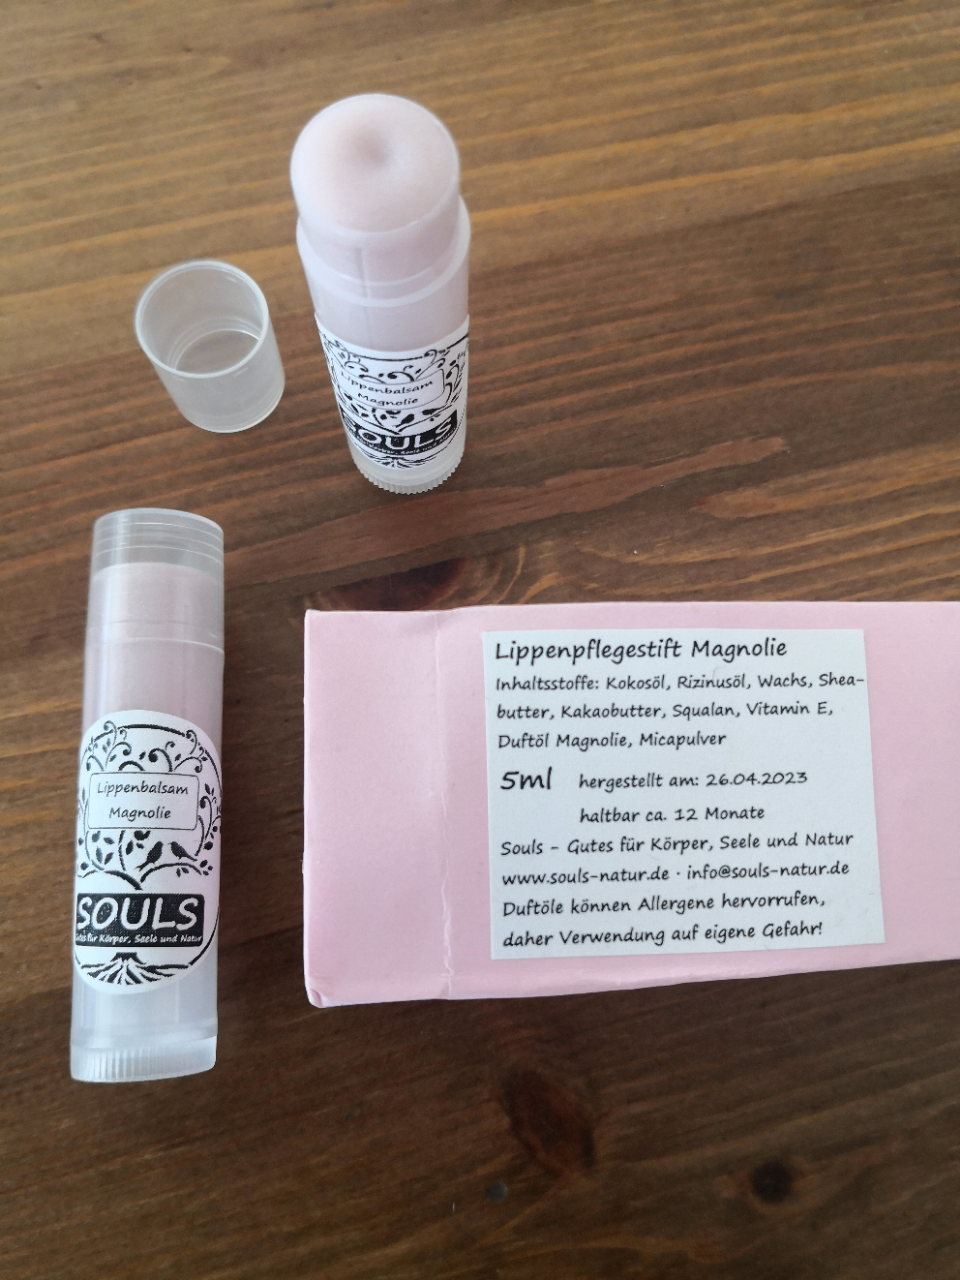 Lippenbalsam
Magnolie
SOULS
Lippenbalsam
Magnolie
SOULS
Gutes für Körper, Seele und Natur
Lippenpflegestift Magnolie
Inhaltsstoffe: Kokosöl, Rizinusöl, Wachs, Shea-
butter, Kakaobutter, Squalan, Vitamin E,
Duftöl Magnolie, Micapulver
5ml hergestellt am: 26.04.2023
haltbar ca. 12 Monate
Souls - Gutes für Körper, Seele und Natur
www.souls-natur.de · info@souls-natur.de
Duftöle können Allergene hervorrufen,
daher Verwendung auf eigene Gefahr!